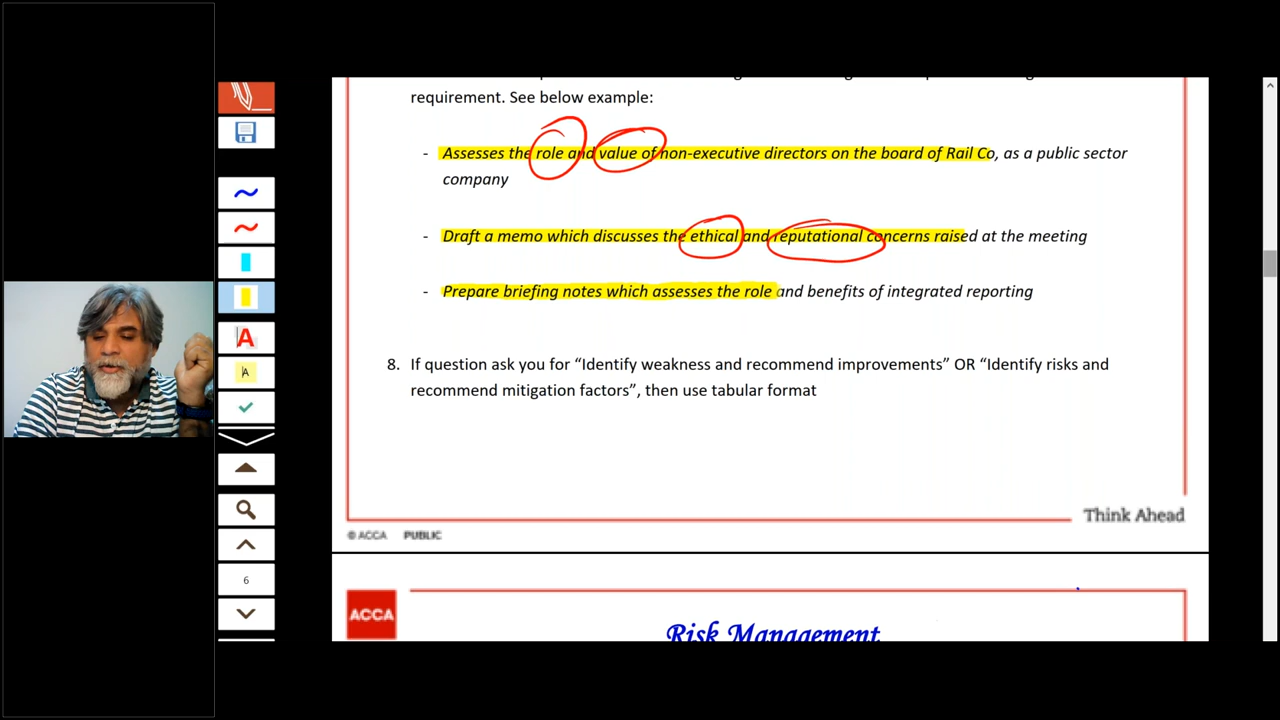 requirement. See below example:
- Assesses the role and value of non-executive directors on the board of Rail Co, as a public sector
company
- Draft a memo which discusses the ethical and reputational concerns raised at the meeting
- Prepare briefing notes which assesses the role and benefits of integrated reporting
8. If question ask you for “Identify weakness and recommend improvements” OR “Identify risks and
recommend mitigation factors”, then use tabular format
Think Ahead
© ACCA PUBLIC
ACCA
Risk Management
A
A
6